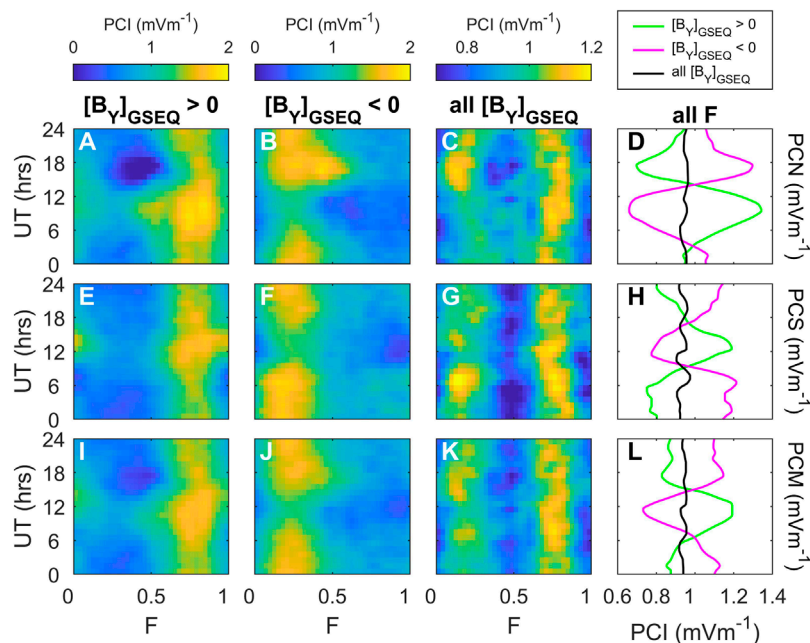 PCI (mVm-1)
0 1 2
PCI (mVm-1)
0 1 2
PCI (mVm-1)
0.8 1 1.2
[BY]GSEQ > 0
[BY]GSEQ < 0
all [BY]GSEQ
[BY]GSEQ > 0
[BY]GSEQ < 0
all [BY]GSEQ
all F
24
18
12
6
0
UT (hrs)
A
B
C
D
PCN (mVm-1)
24
18
12
6
0
UT (hrs)
E
F
G
H
PCS (mVm-1)
24
18
12
6
0
UT (hrs)
I
J
K
L
PCM (mVm-1)
0 0.5 1
F
0 0.5 1
F
0 0.5 1
F
0.6 1 1.4
PCI (mVm-1)